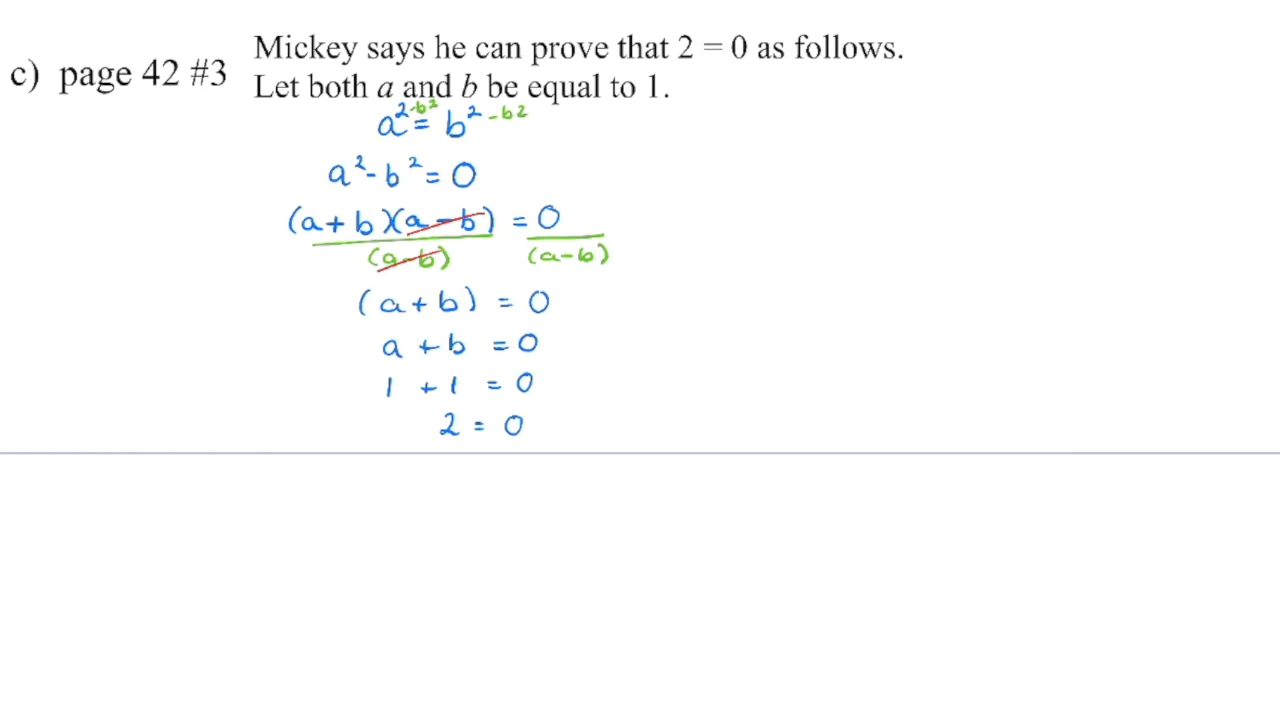 c) page 42 #3
Mickey says he can prove that 2 = 0 as follows.
Let both a and b be equal to 1.
a² -b² = b² -b2
a² - b² = 0
(a + b)(a - b) = 0
(a-b) (a-b)
(a + b) = 0
a + b = 0
1 + 1 = 0
2 = 0